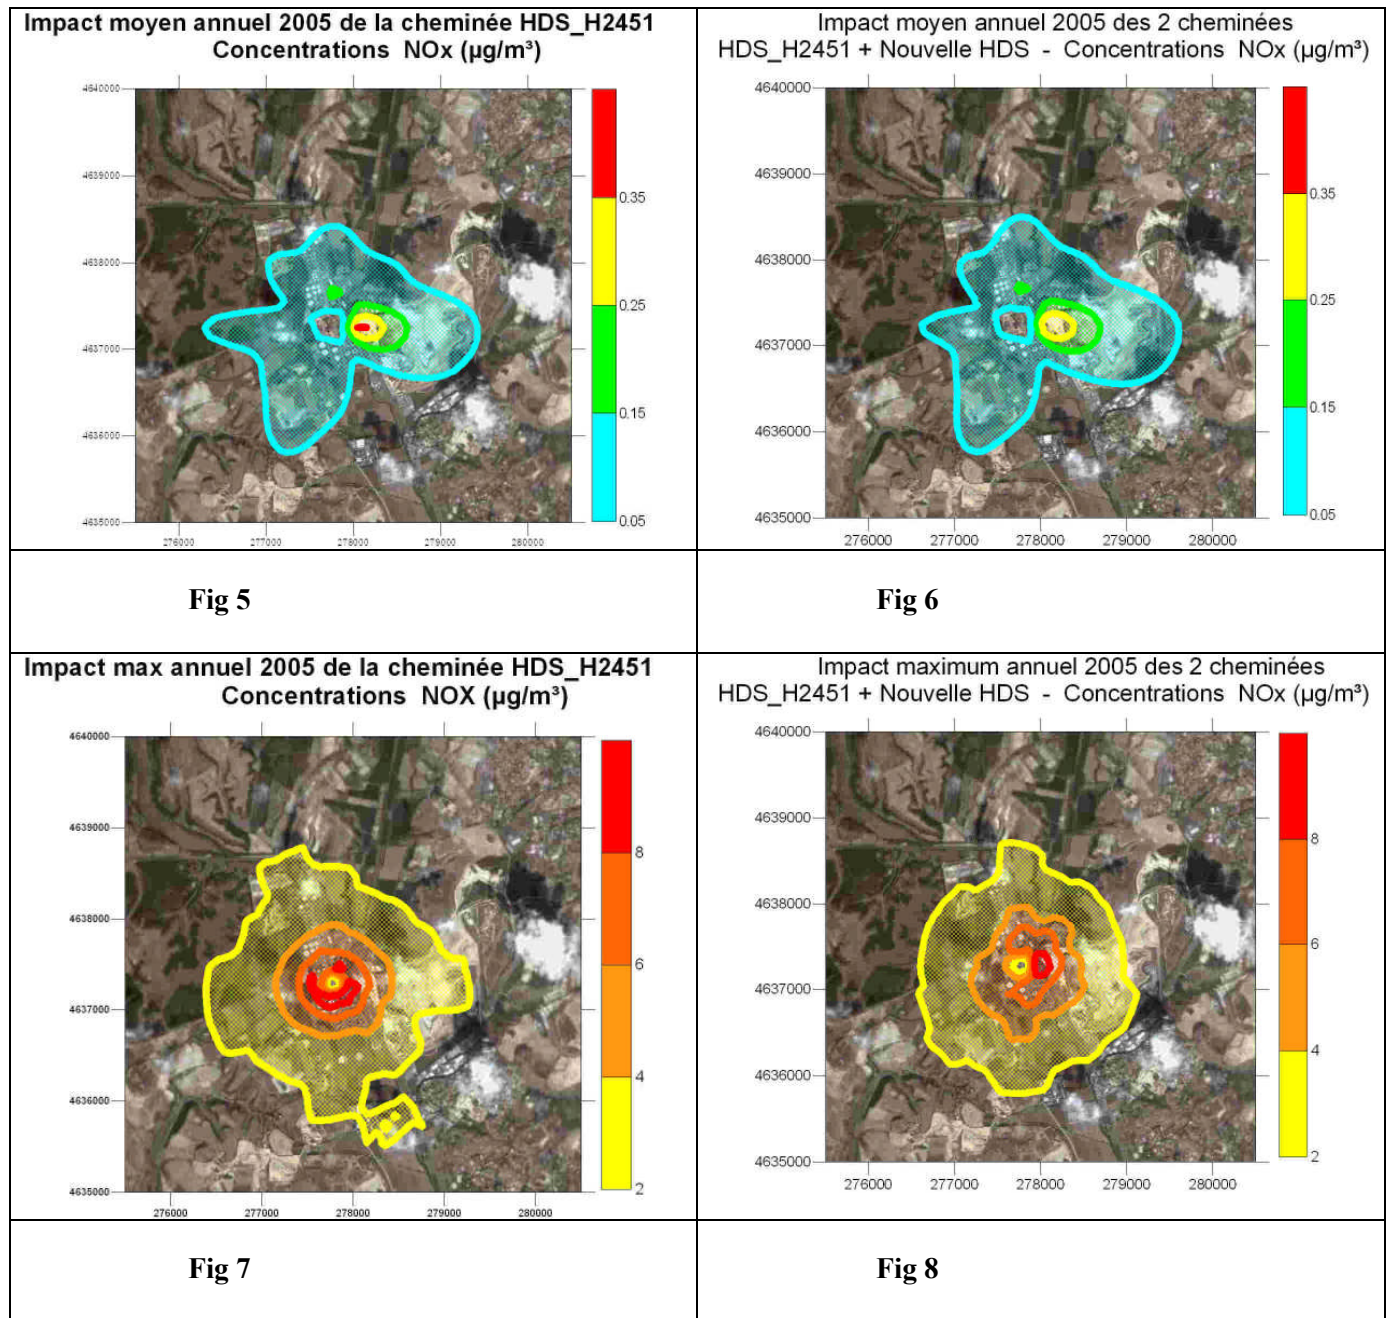 Impact moyen annuel 2005 de la cheminée HDS_H2451
Concentrations NOx (µg/m³)
4640000
4639000
4638000
4637000
4636000
4635000
276000 277000 278000 279000 280000
0.35
0.25
0.15
0.05
Impact moyen annuel 2005 des 2 cheminées
HDS_H2451 + Nouvelle HDS - Concentrations NOx (µg/m³)
4640000
4639000
4638000
4637000
4636000
4635000
276000 277000 278000 279000 280000
0.35
0.25
0.15
0.05
Fig 5
Fig 6
Impact max annuel 2005 de la cheminée HDS_H2451
Concentrations NOX (µg/m³)
4640000
4639000
4638000
4637000
4636000
4635000
276000 277000 278000 279000 280000
8
6
4
2
Impact maximum annuel 2005 des 2 cheminées
HDS_H2451 + Nouvelle HDS - Concentrations NOx (µg/m³)
4640000
4639000
4638000
4637000
4636000
4635000
276000 277000 278000 279000 280000
8
6
4
2
Fig 7
Fig 8